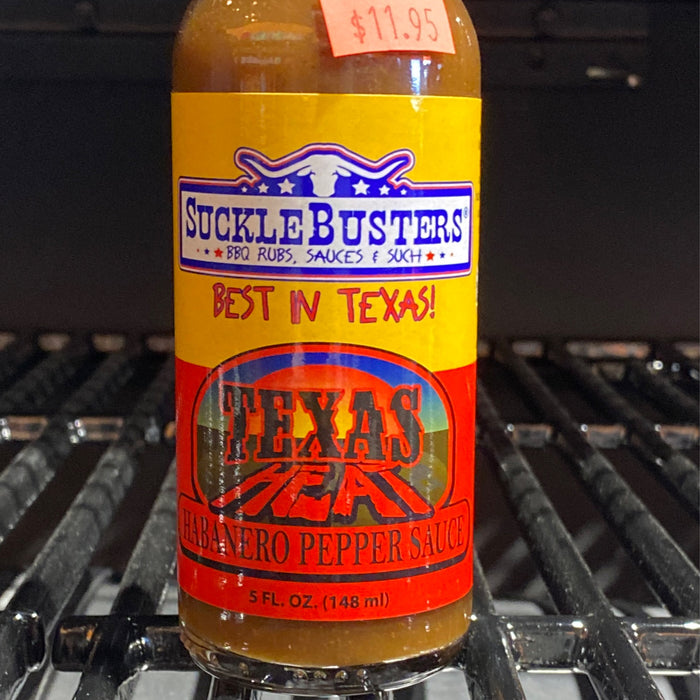 $11.95
SUCKLEBUSTERS®
BBQ RUBS, SAUCES & SUCH
BEST IN TEXAS!
TEXAS
HEAT
HABANERO PEPPER SAUCE
5 FL. OZ. (148 ml)